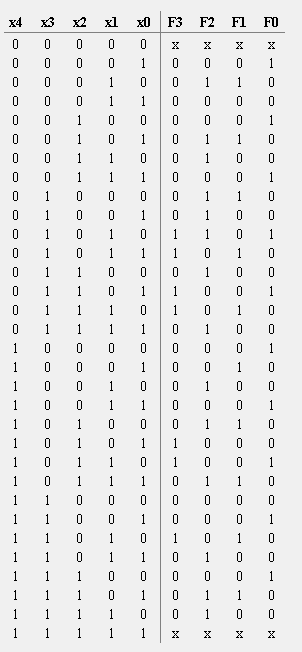 x4 x3 x2 x1 x0 F3 F2 F1 F0
0 0 0 0 0 x x x x
0 0 0 0 1 0 0 0 1
0 0 0 1 0 0 1 1 0
0 0 0 1 1 0 0 0 0
0 0 1 0 0 0 0 0 1
0 0 1 0 1 0 1 1 0
0 0 1 1 0 0 1 0 0
0 0 1 1 1 0 0 0 1
0 1 0 0 0 0 1 1 0
0 1 0 0 1 0 1 0 0
0 1 0 1 0 1 1 0 1
0 1 0 1 1 1 0 1 0
0 1 1 0 0 0 1 0 0
0 1 1 0 1 1 0 0 1
0 1 1 1 0 1 0 1 0
0 1 1 1 1 0 1 0 0
1 0 0 0 0 0 0 0 1
1 0 0 0 1 0 0 1 0
1 0 0 1 0 0 1 0 0
1 0 0 1 1 0 0 0 1
1 0 1 0 0 0 1 1 0
1 0 1 0 1 1 0 0 0
1 0 1 1 0 1 0 0 1
1 0 1 1 1 0 1 1 0
1 1 0 0 0 0 0 0 0
1 1 0 0 1 0 0 0 1
1 1 0 1 0 1 0 1 0
1 1 0 1 1 0 1 0 0
1 1 1 0 0 0 0 0 1
1 1 1 0 1 0 1 1 0
1 1 1 1 0 0 1 0 0
1 1 1 1 1 x x x x